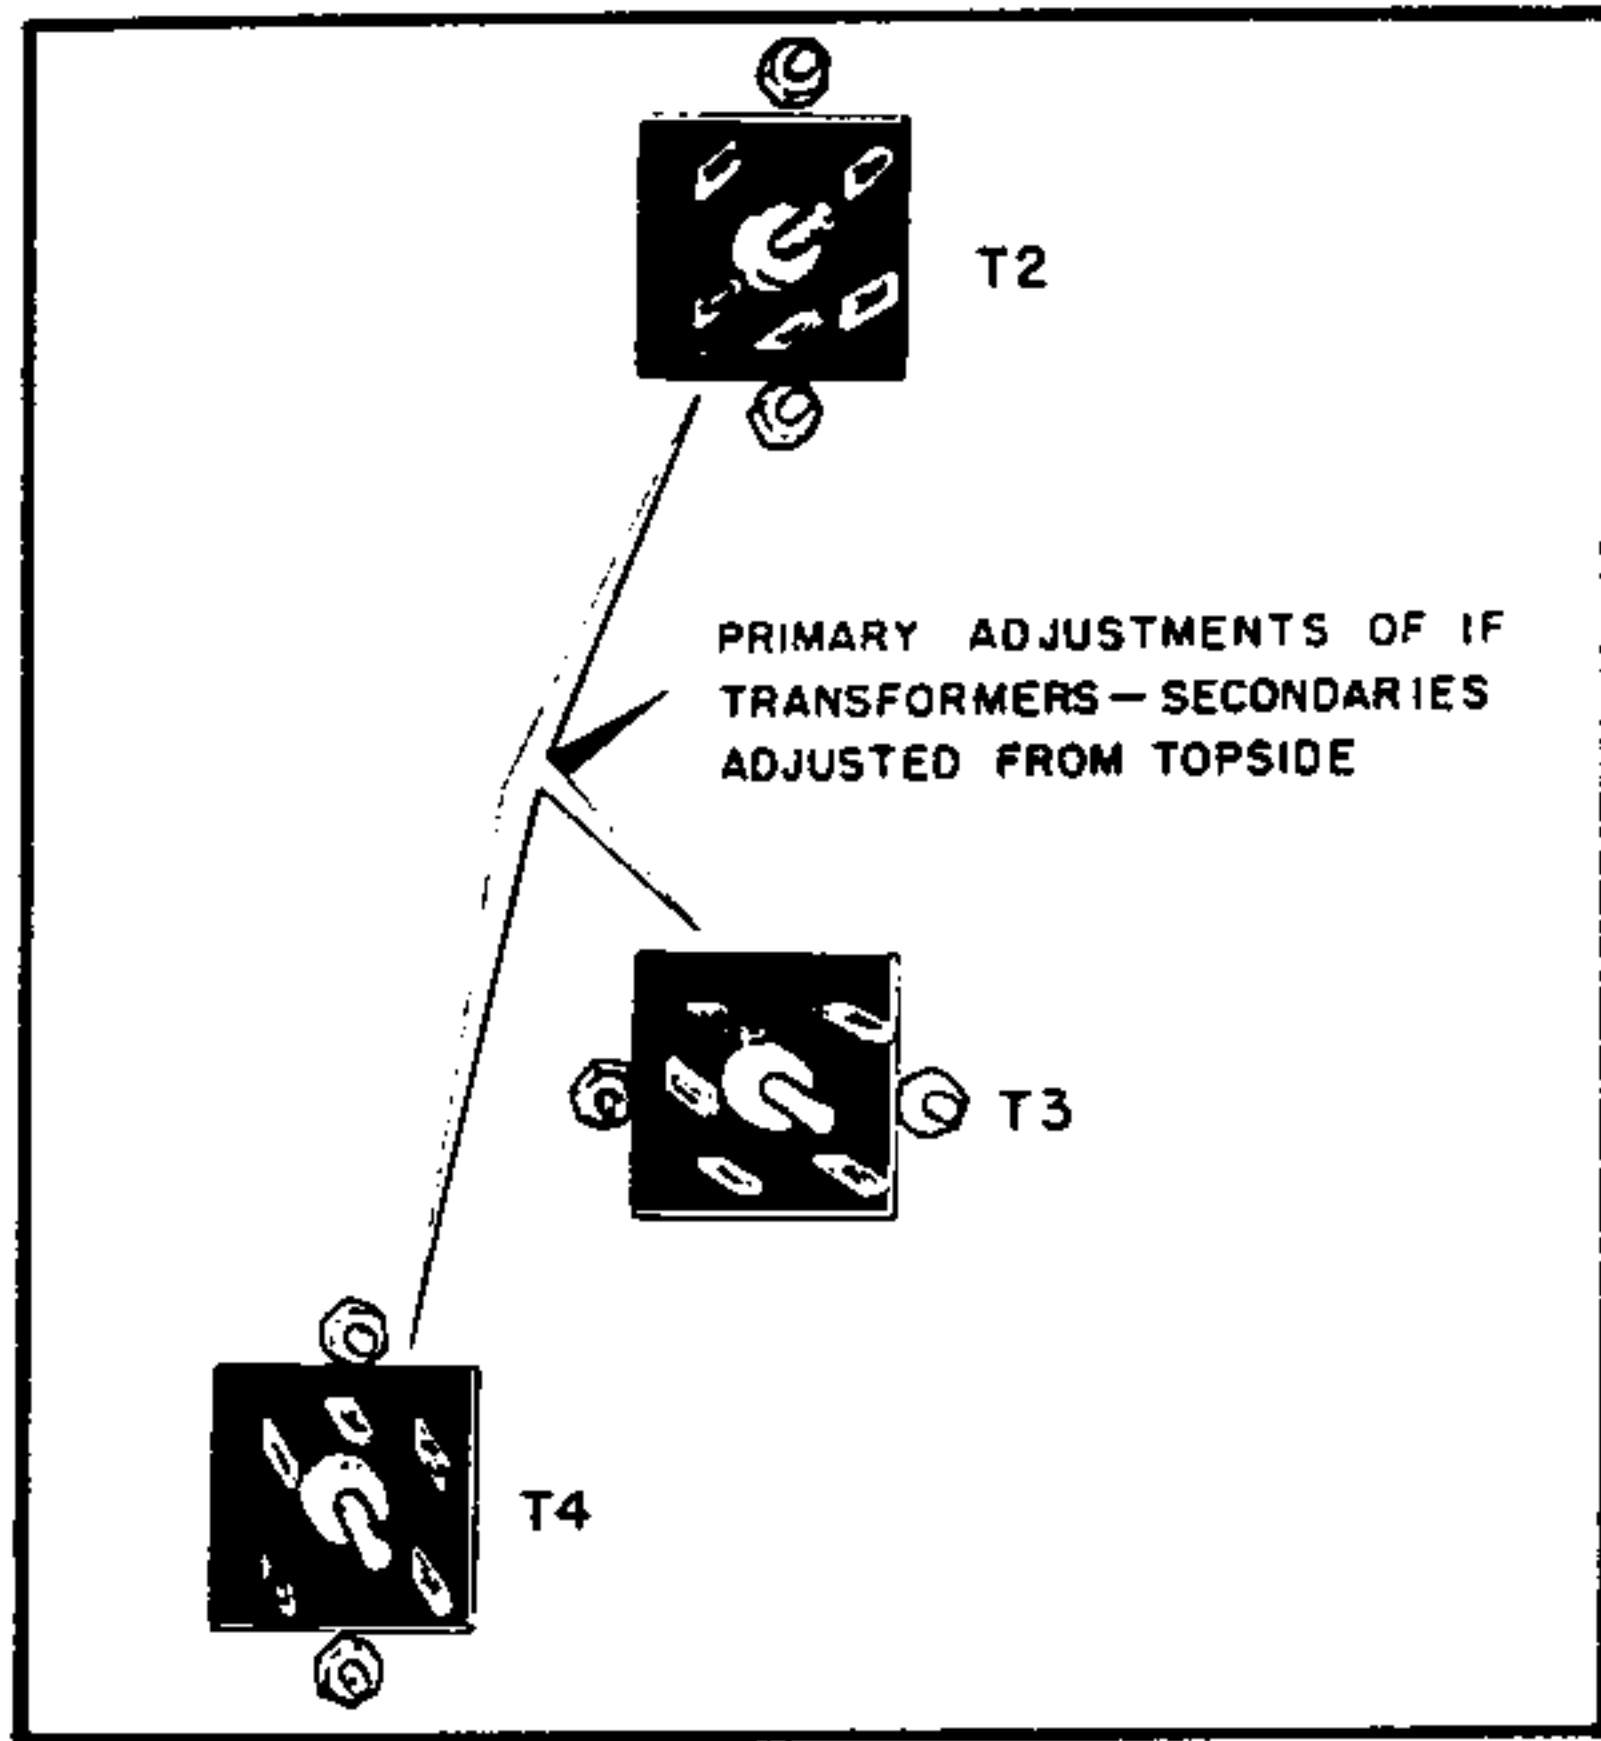 T2
PRIMARY ADJUSTMENTS OF IF
TRANSFORMERS — SECONDARIES
ADJUSTED FROM TOPSIDE
T3
T4